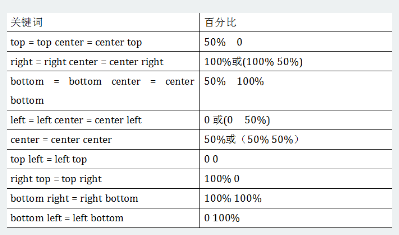 关键词 百分比
top = top center = center top 50% 0
right = right center = center right 100%或(100% 50%)
bottom = bottom center = center 50% 100%
bottom
left = left center = center left 0 或(0 50%)
center = center center 50%或（50% 50%）
top left = left top 0 0
right top = top right 100% 0
bottom right = right bottom 100% 100%
bottom left = left bottom 0 100%